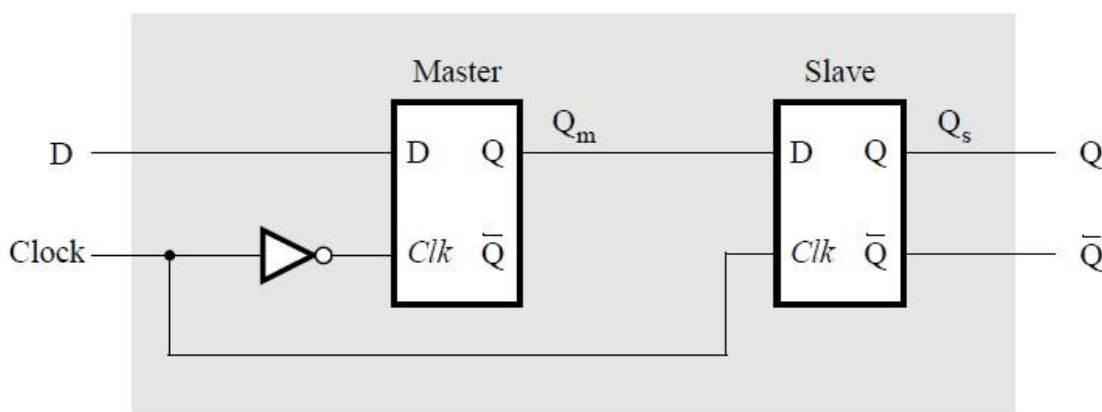 Master Slave
D D Q Qₘ D Q Qₛ Q
Clock Clk Q̄ Clk Q̄ Q̄